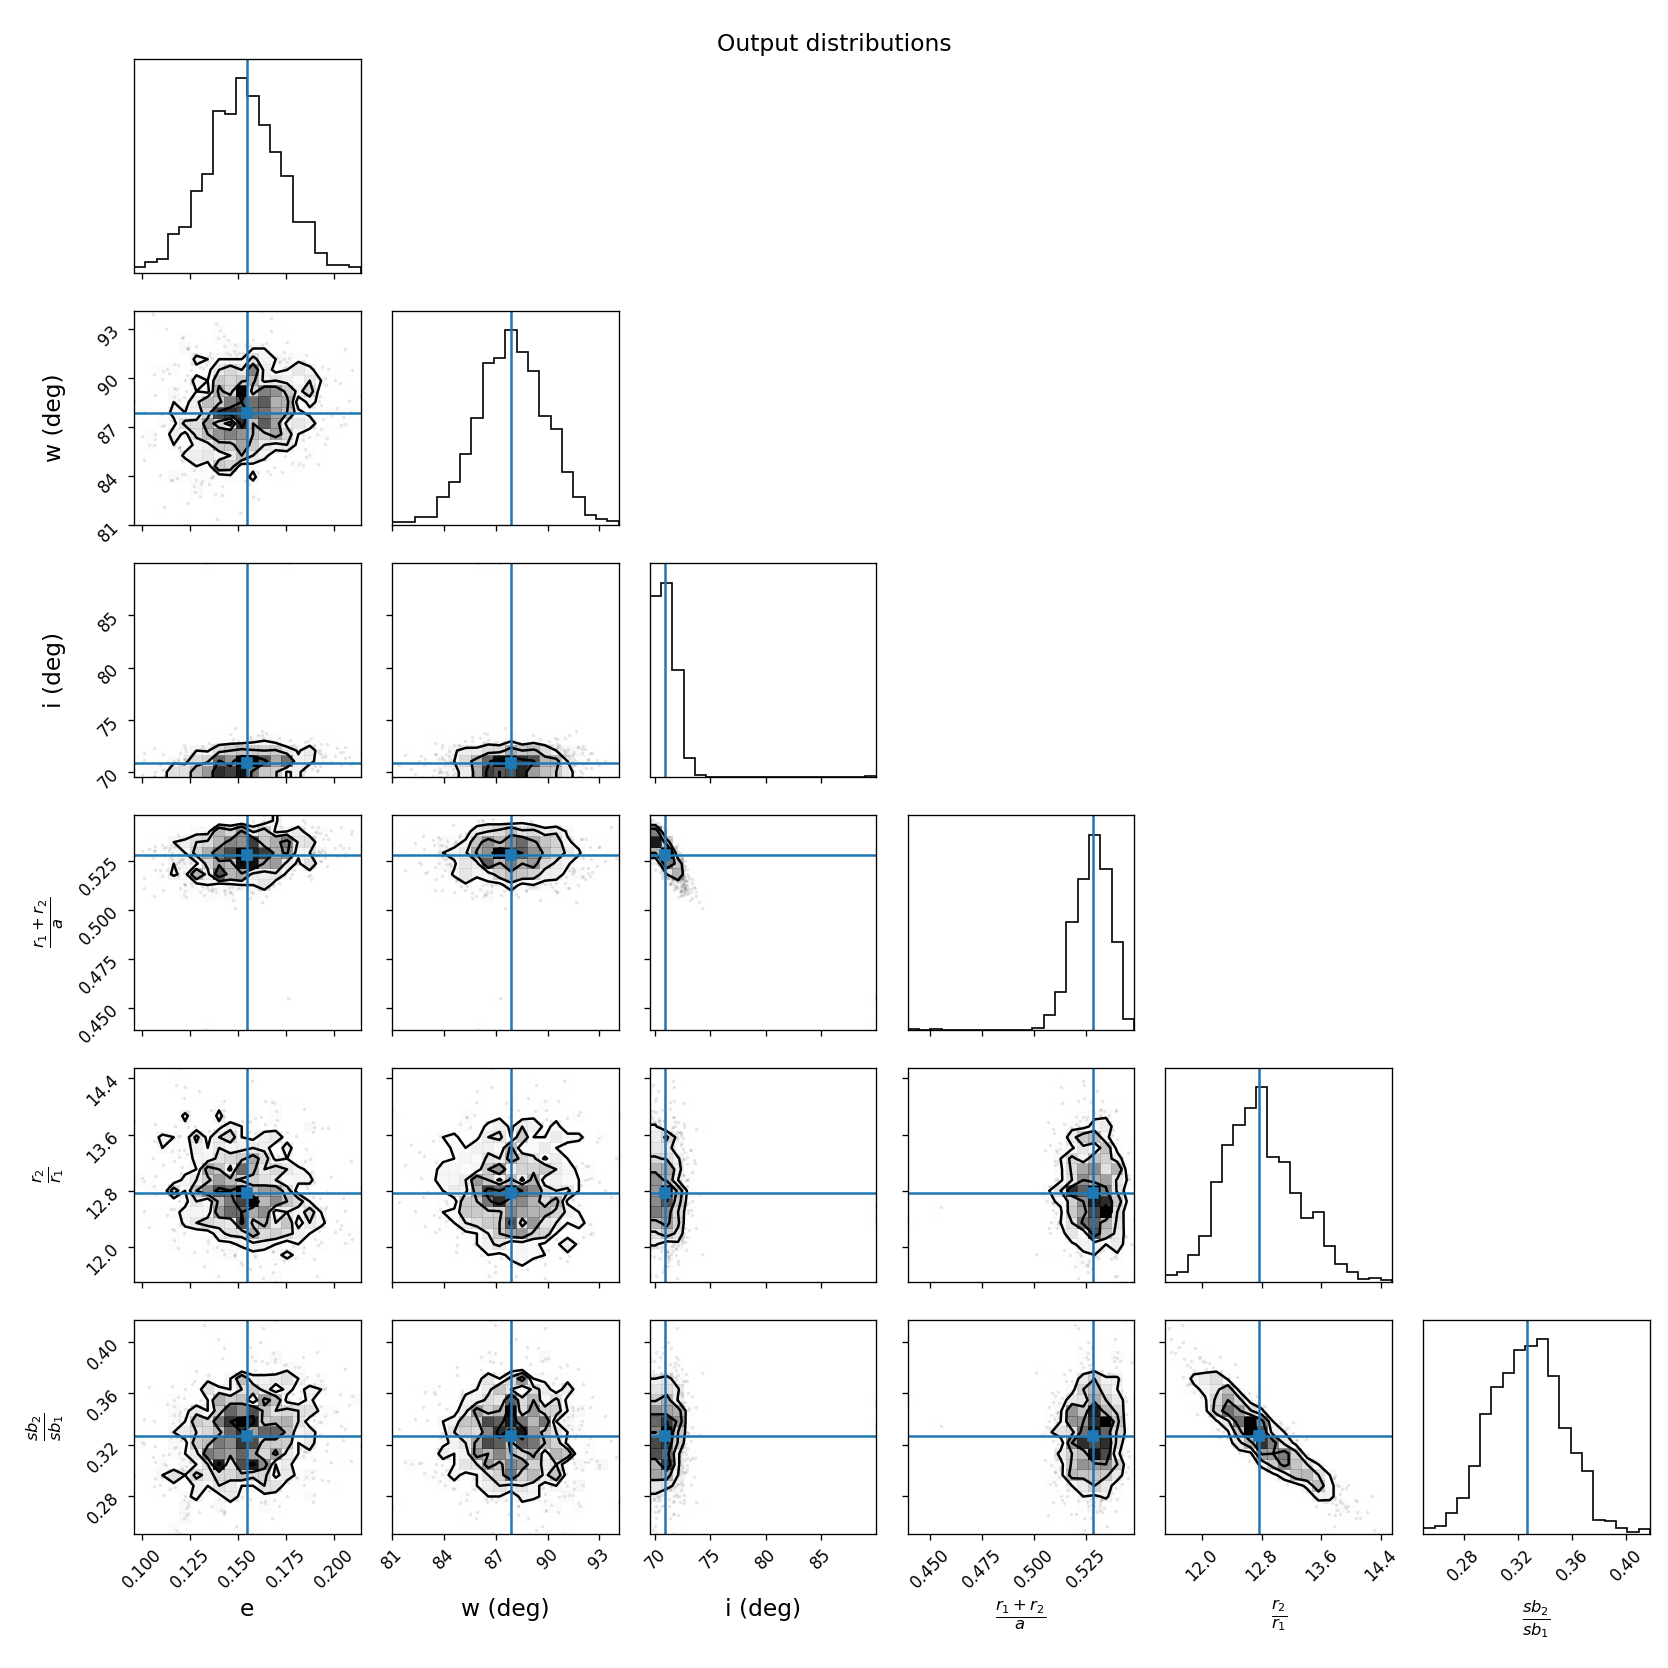 Output distributions
w (deg)
93
90
87
84
81
i (deg)
85
80
75
70
r₁ + r₂
a
0.525
0.500
0.475
0.450
r₂
r₁
14.4
13.6
12.8
12.0
sb₂
sb₁
0.40
0.36
0.32
0.28
0.100 0.125 0.150 0.175 0.200 81 84 87 90 93 70 75 80 85 0.450 0.475 0.500 0.525 12.0 12.8 13.6 14.4 0.28 0.32 0.36 0.40
e w (deg) i (deg)
r₁ + r₂
a
r₂
r₁
sb₂
sb₁